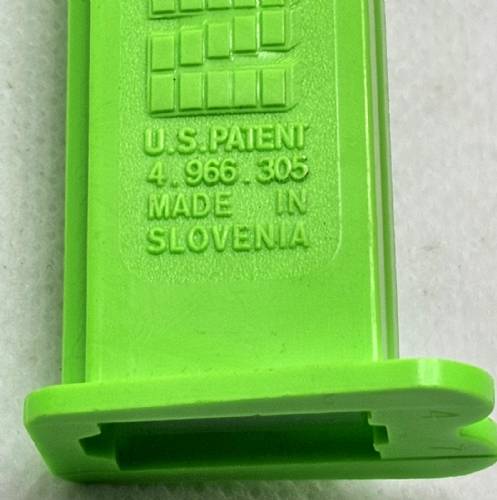 U.S.PATENT
4.966.305
MADE IN
SLOVENIA